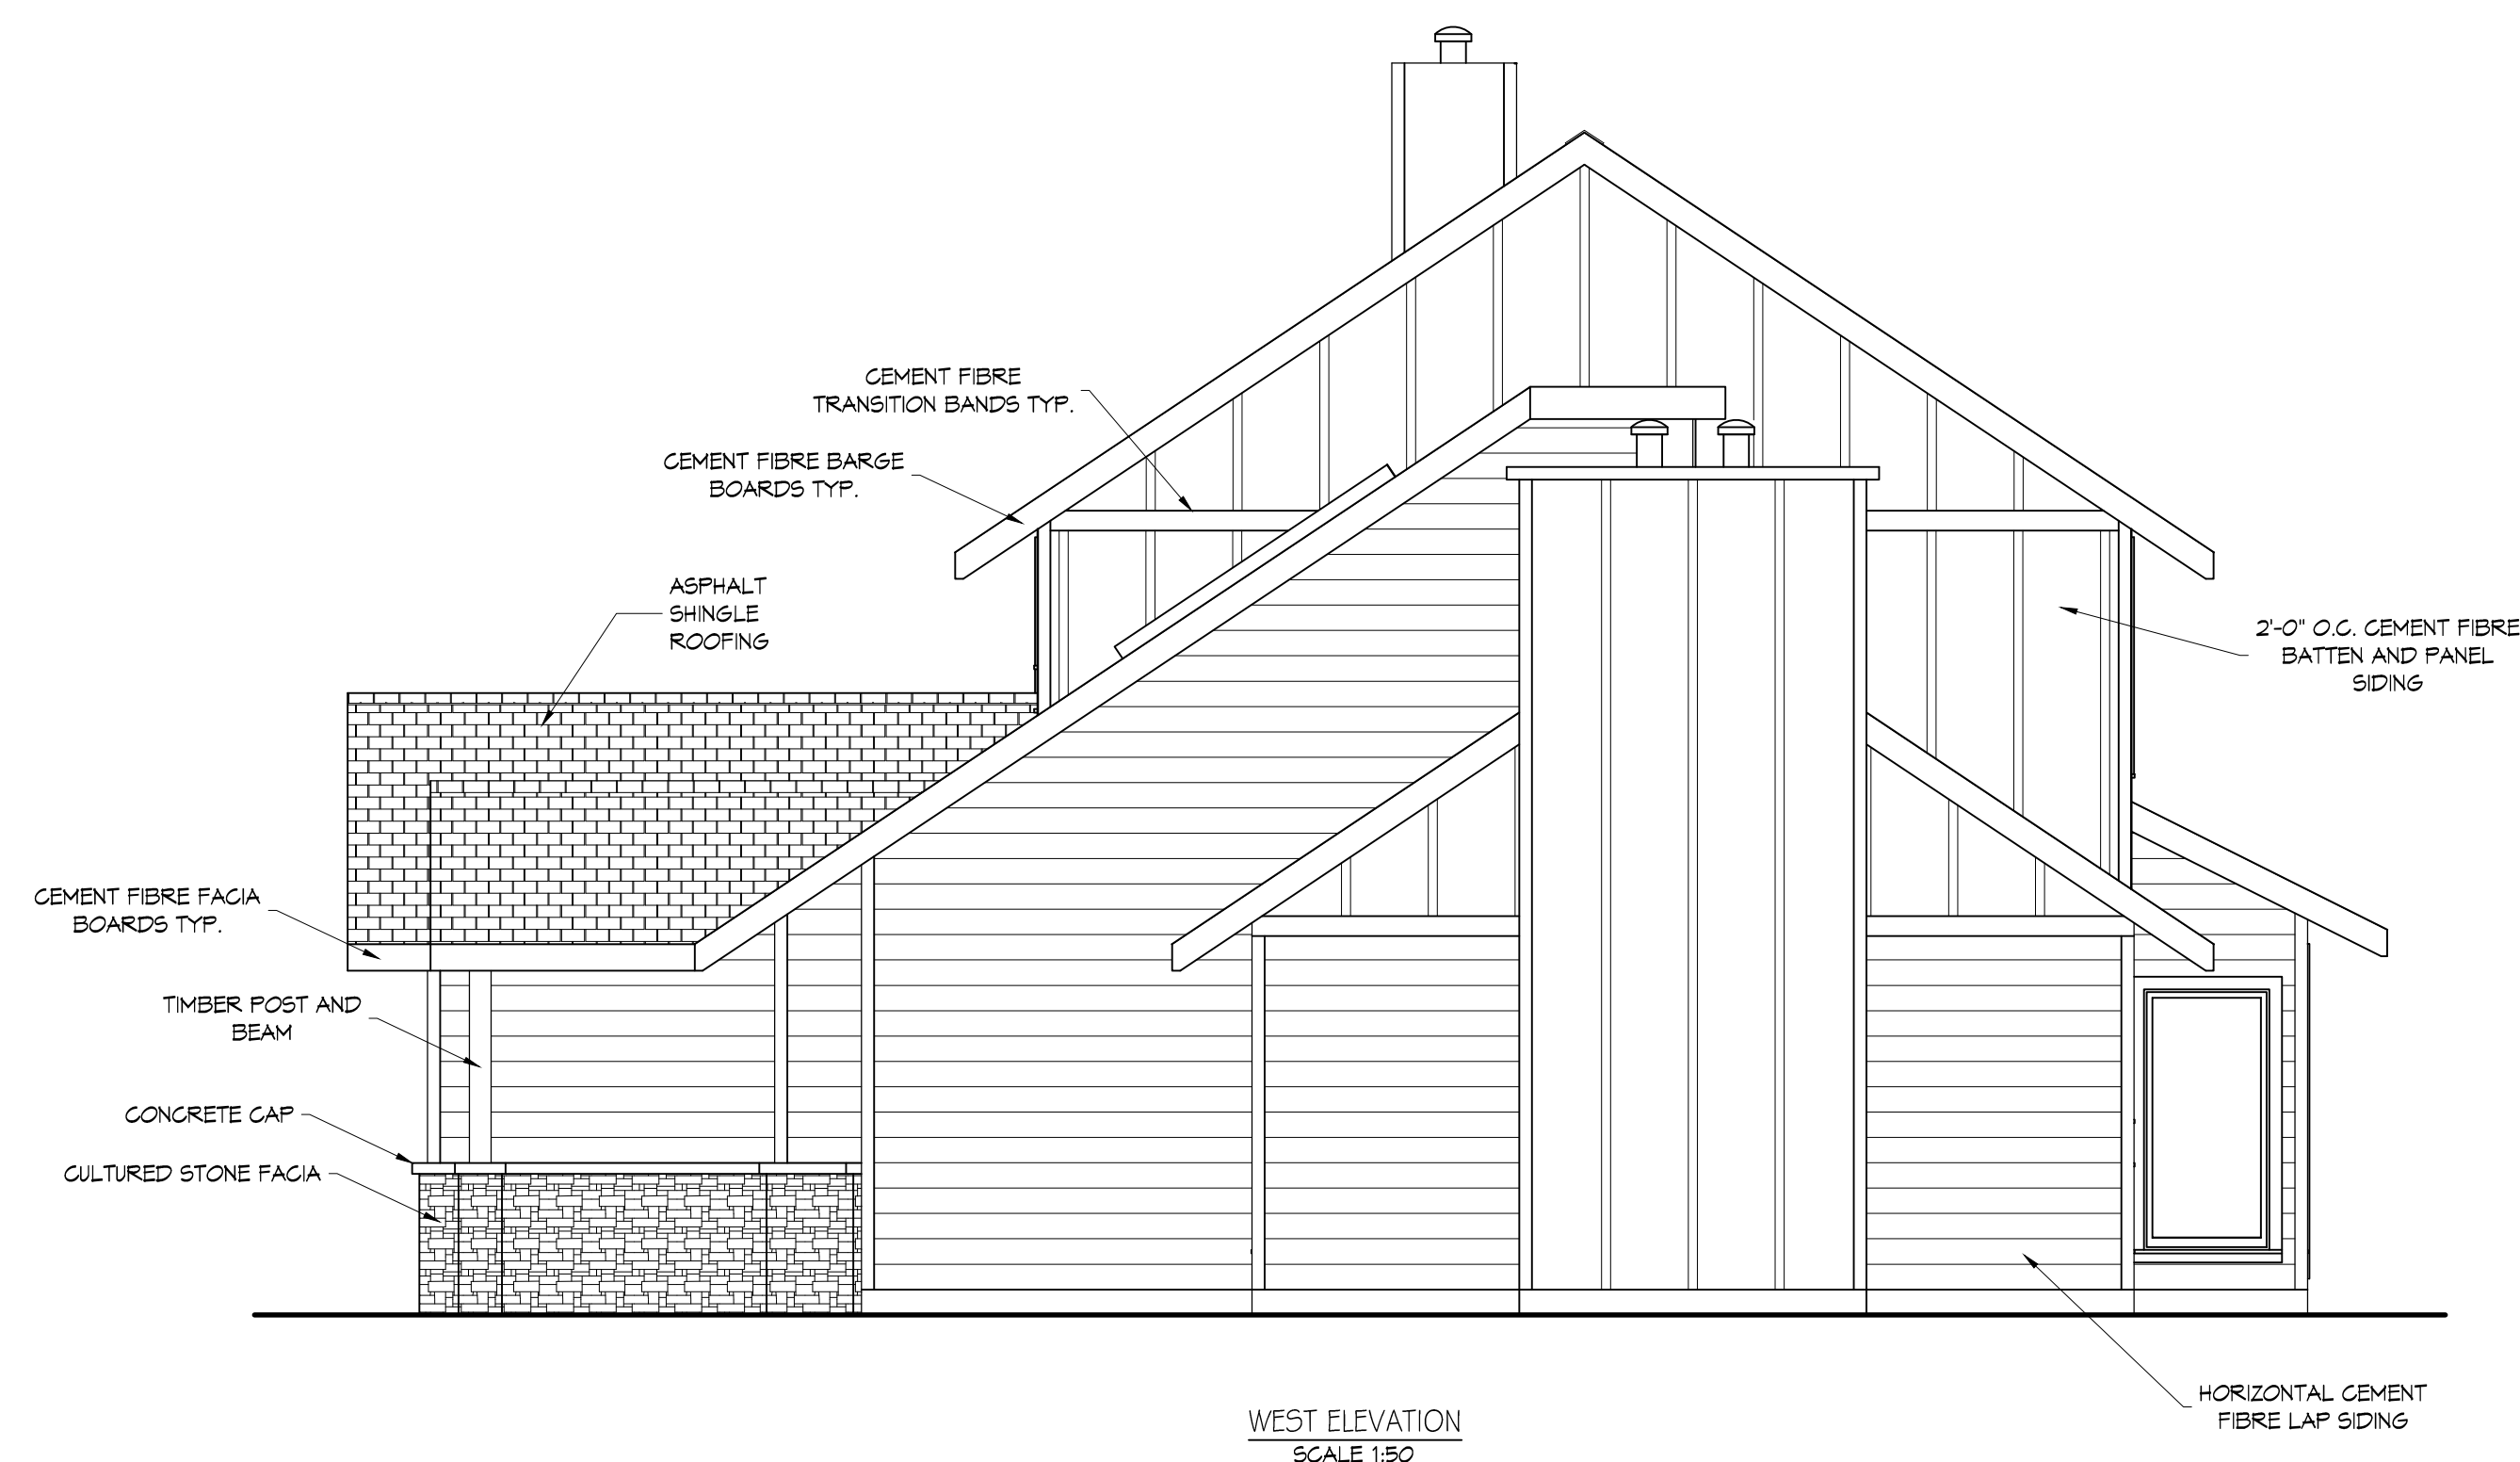 CEMENT FIBRE
TRANSITION BANDS TYP.
CEMENT FIBRE BARGE
BOARDS TYP.
ASPHALT
SHINGLE
ROOFING
2'-0" O.C. CEMENT FIBRE
BATTEN AND PANEL
SIDING
CEMENT FIBRE FACIA
BOARDS TYP.
TIMBER POST AND
BEAM
CONCRETE CAP
CULTURED STONE FACIA
HORIZONTAL CEMENT
FIBRE LAP SIDING
WEST ELEVATION
SCALE 1:50